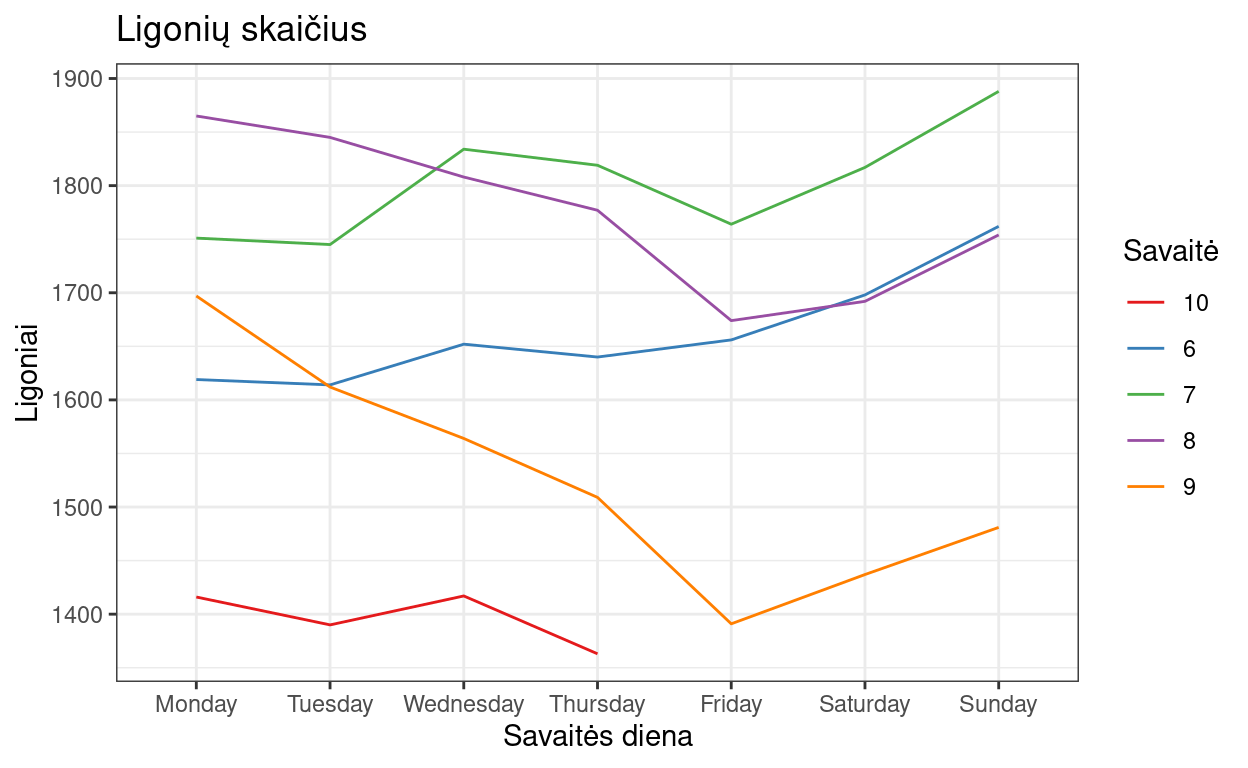 Ligonių skaičius
Ligoniai
1900
1800
1700
1600
1500
1400
Monday Tuesday Wednesday Thursday Friday Saturday Sunday
Savaitės diena
Savaitė
10
6
7
8
9